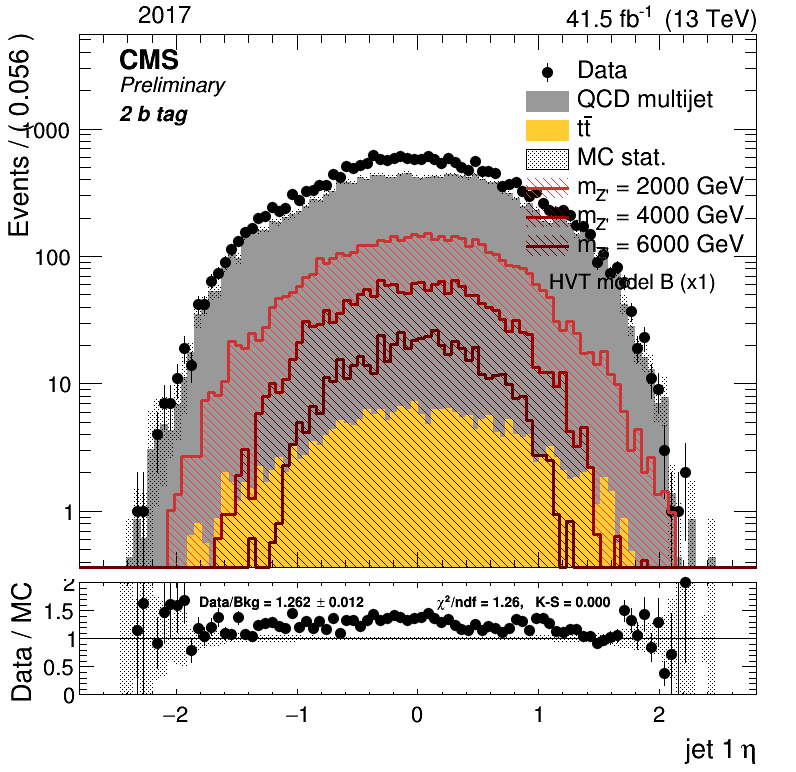 2017
41.5 fb⁻¹ (13 TeV)
CMS
Preliminary
2 b tag
Data
QCD multijet
tt̄
MC stat.
m_Z' = 2000 GeV
m_Z' = 4000 GeV
m_Z' = 6000 GeV
HVT model B (x1)
Events / ( 0.056 )
1000
100
10
1
Data/Bkg = 1.262 ± 0.012
χ²/ndf = 1.26, K-S = 0.000
Data / MC
2
1.5
1
0.5
0
−2
−1
0
1
2
jet 1 η